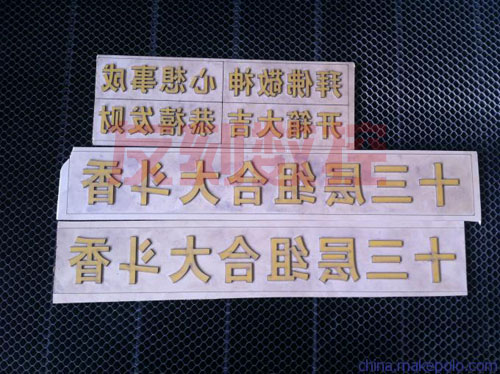 拜佛敬神 心想事成
开箱大吉 恭禧发财
十三层组合大斗香
十三层组合大斗香
china.makepolo.com